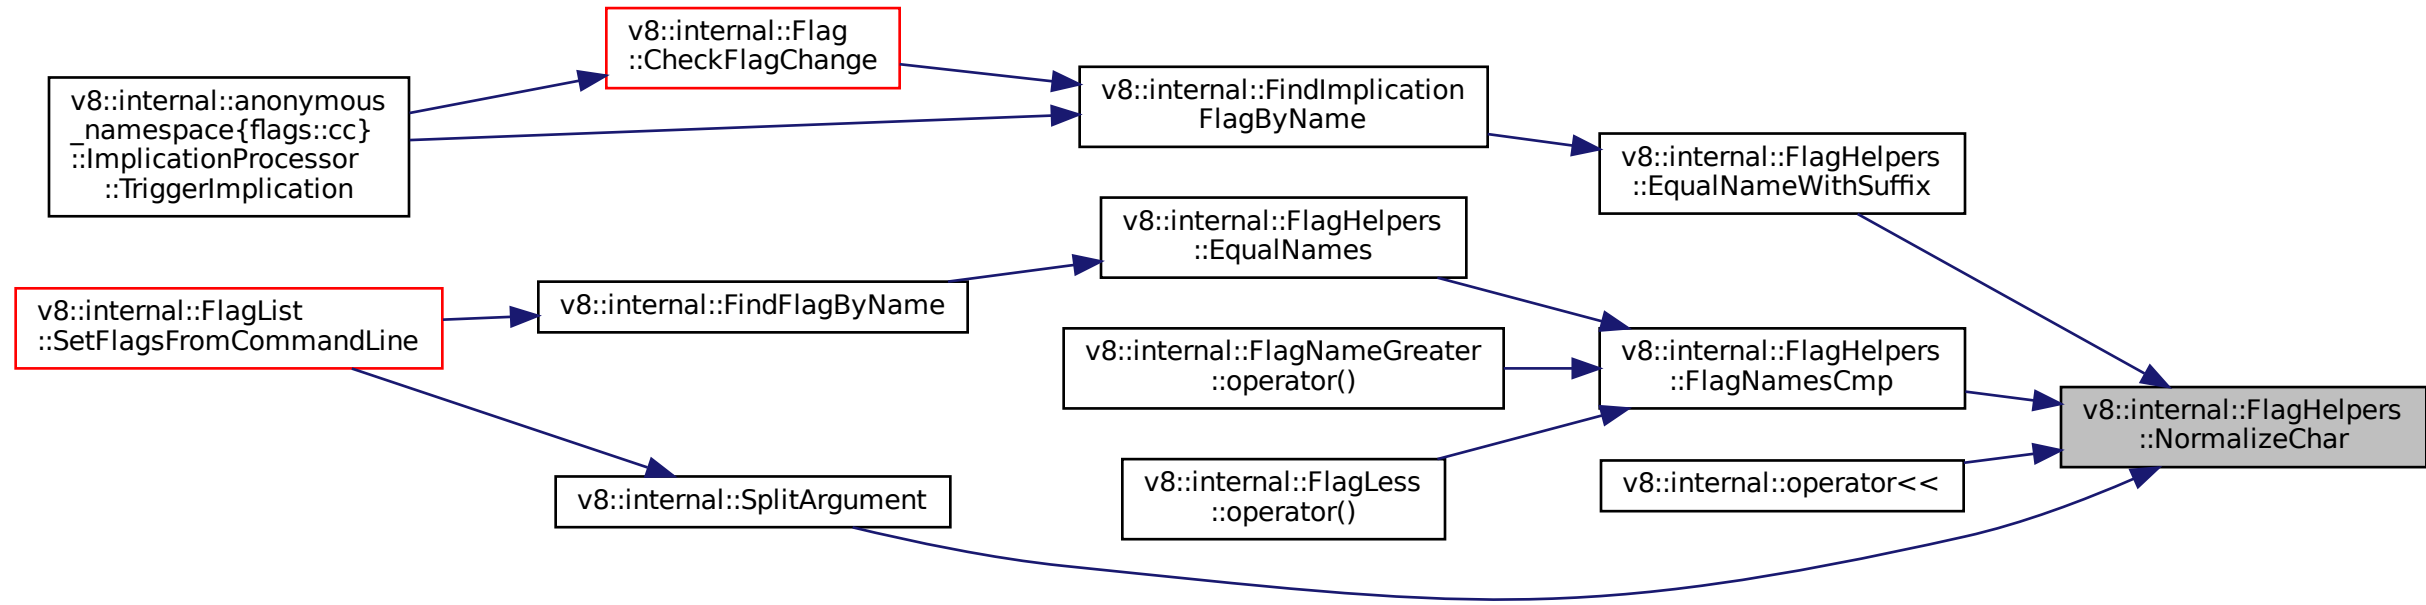 v8::internal::Flag
::CheckFlagChange
v8::internal::anonymous
_namespace{flags::cc}
::ImplicationProcessor
::TriggerImplication
v8::internal::FindImplication
FlagByName
v8::internal::FlagHelpers
::EqualNameWithSuffix
v8::internal::FlagHelpers
::EqualNames
v8::internal::FlagList
::SetFlagsFromCommandLine
v8::internal::FindFlagByName
v8::internal::FlagNameGreater
::operator()
v8::internal::FlagHelpers
::FlagNamesCmp
v8::internal::FlagHelpers
::NormalizeChar
v8::internal::FlagLess
::operator()
v8::internal::operator<<
v8::internal::SplitArgument